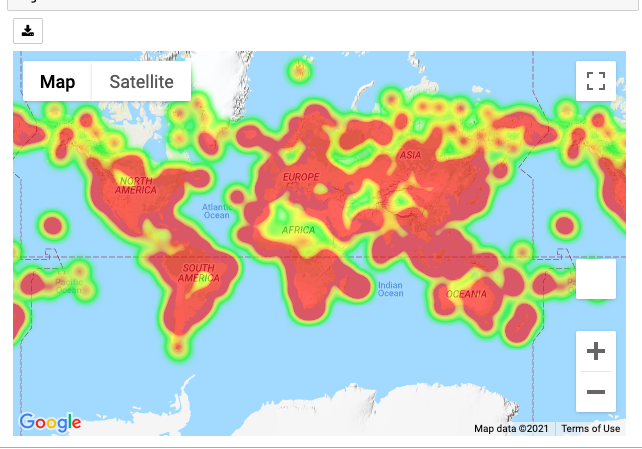 Map
Satellite
ASIA
NORTH
AMERICA
EUROPE
Atlantic
Ocean
AFRICA
SOUTH
AMERICA
Pacific
Ocean
Indian
Ocean
OCEANIA
Google
Map data ©2021
Terms of Use